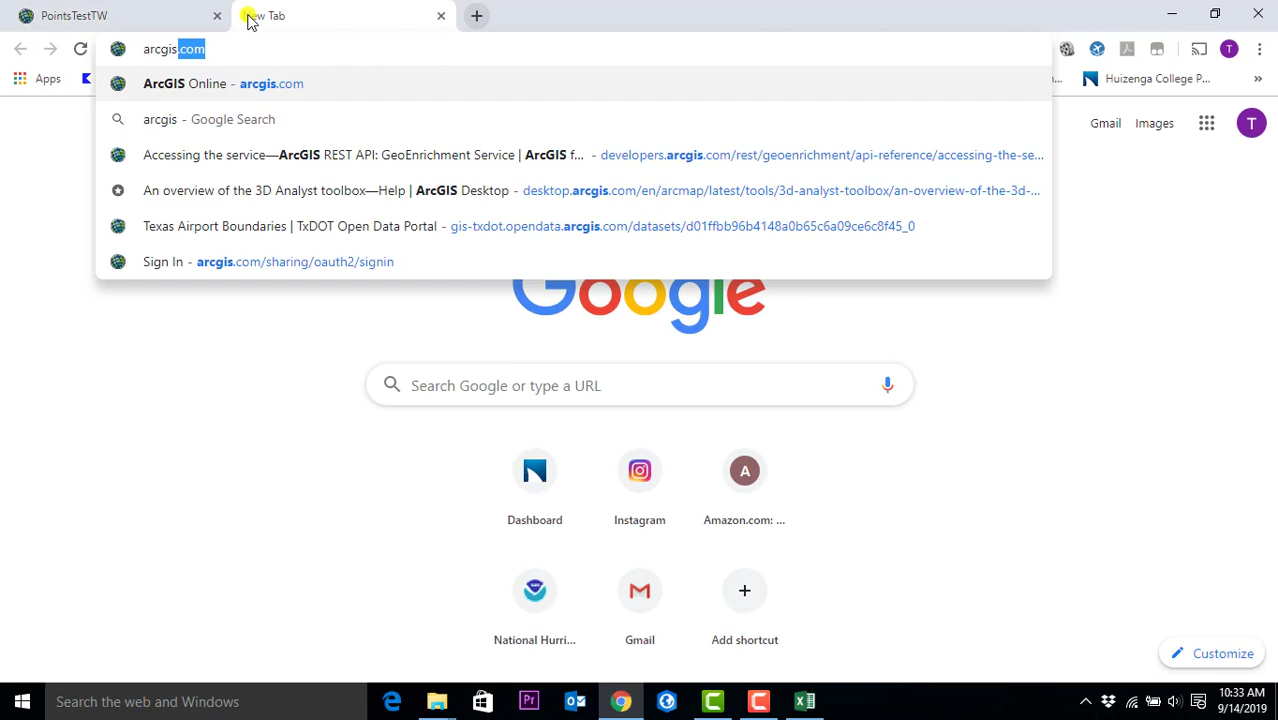 PointsTestTW
New Tab
arcgis.com
Apps
Huizenga College P...
»
ArcGIS Online - arcgis.com
arcgis - Google Search
Accessing the service—ArcGIS REST API: GeoEnrichment Service | ArcGIS f... - developers.arcgis.com/rest/geoenrichment/api-reference/accessing-the-se...
An overview of the 3D Analyst toolbox—Help | ArcGIS Desktop - desktop.arcgis.com/en/arcmap/latest/tools/3d-analyst-toolbox/an-overview-of-the-3d-...
Texas Airport Boundaries | TxDOT Open Data Portal - gis-txdot.opendata.arcgis.com/datasets/d01ffbb96b4148a0b65c6a09ce6c8f45_0
Sign In - arcgis.com/sharing/oauth2/signin
Gmail Images T
Google
Search Google or type a URL
A
Dashboard Instagram Amazon.com: ...
National Hurri... Gmail Add shortcut
Customize
Search the web and Windows
Pr
10:33 AM
9/14/2019